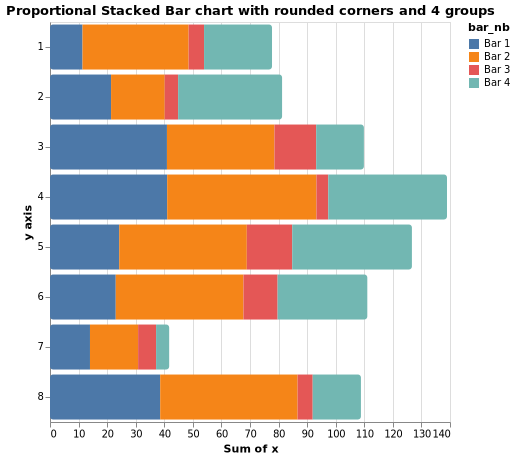 Proportional Stacked Bar chart with rounded corners and 4 groups
bar_nb
Bar 1
Bar 2
Bar 3
Bar 4
y axis
1
2
3
4
5
6
7
8
0 10 20 30 40 50 60 70 80 90 100 110 120 130 140
Sum of x